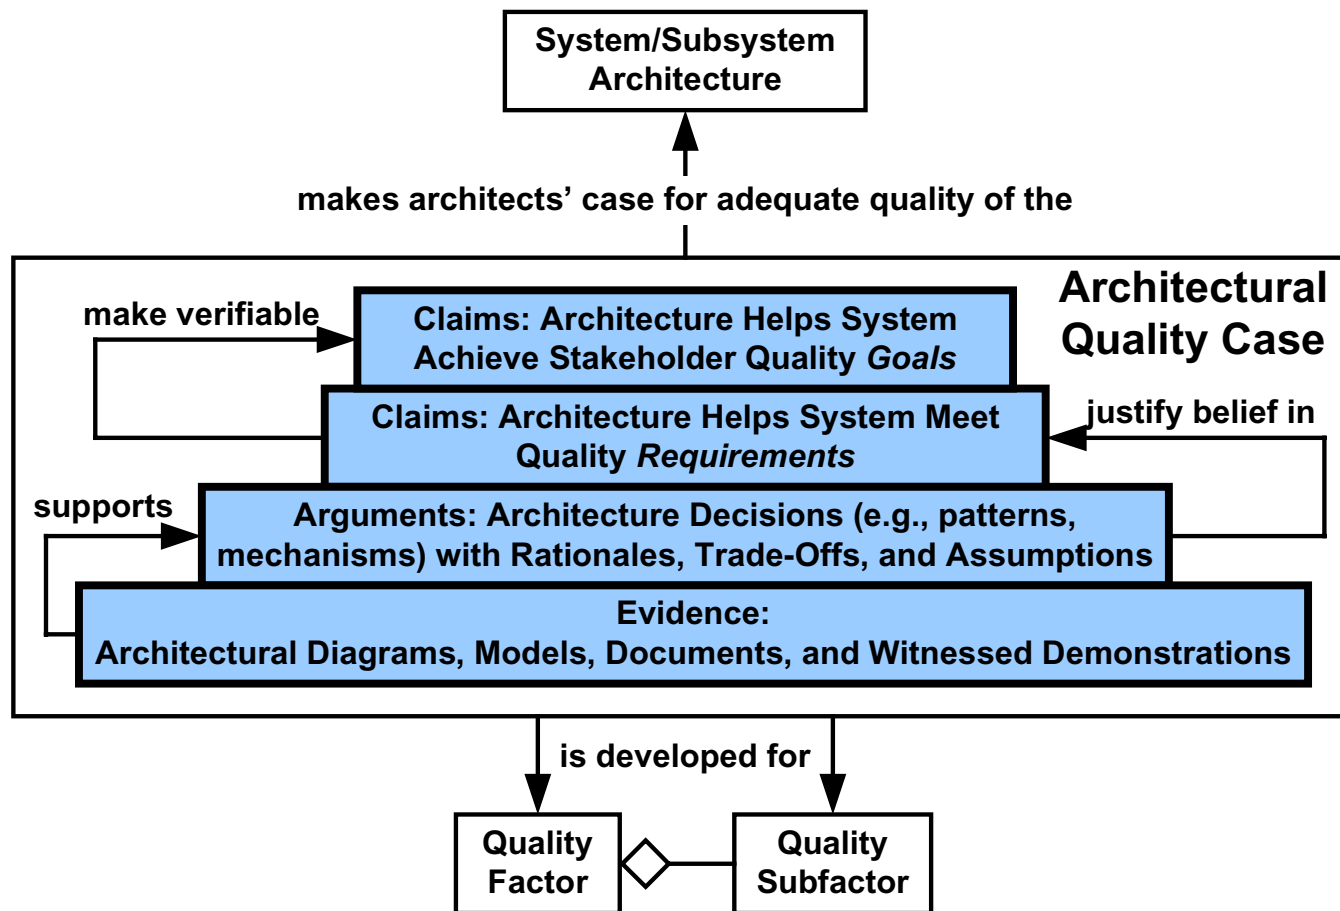 System/Subsystem
Architecture
makes architects’ case for adequate quality of the
Architectural
Quality Case
make verifiable
Claims: Architecture Helps System
Achieve Stakeholder Quality Goals
Claims: Architecture Helps System Meet
Quality Requirements
justify belief in
supports
Arguments: Architecture Decisions (e.g., patterns,
mechanisms) with Rationales, Trade-Offs, and Assumptions
Evidence:
Architectural Diagrams, Models, Documents, and Witnessed Demonstrations
is developed for
Quality
Factor
Quality
Subfactor